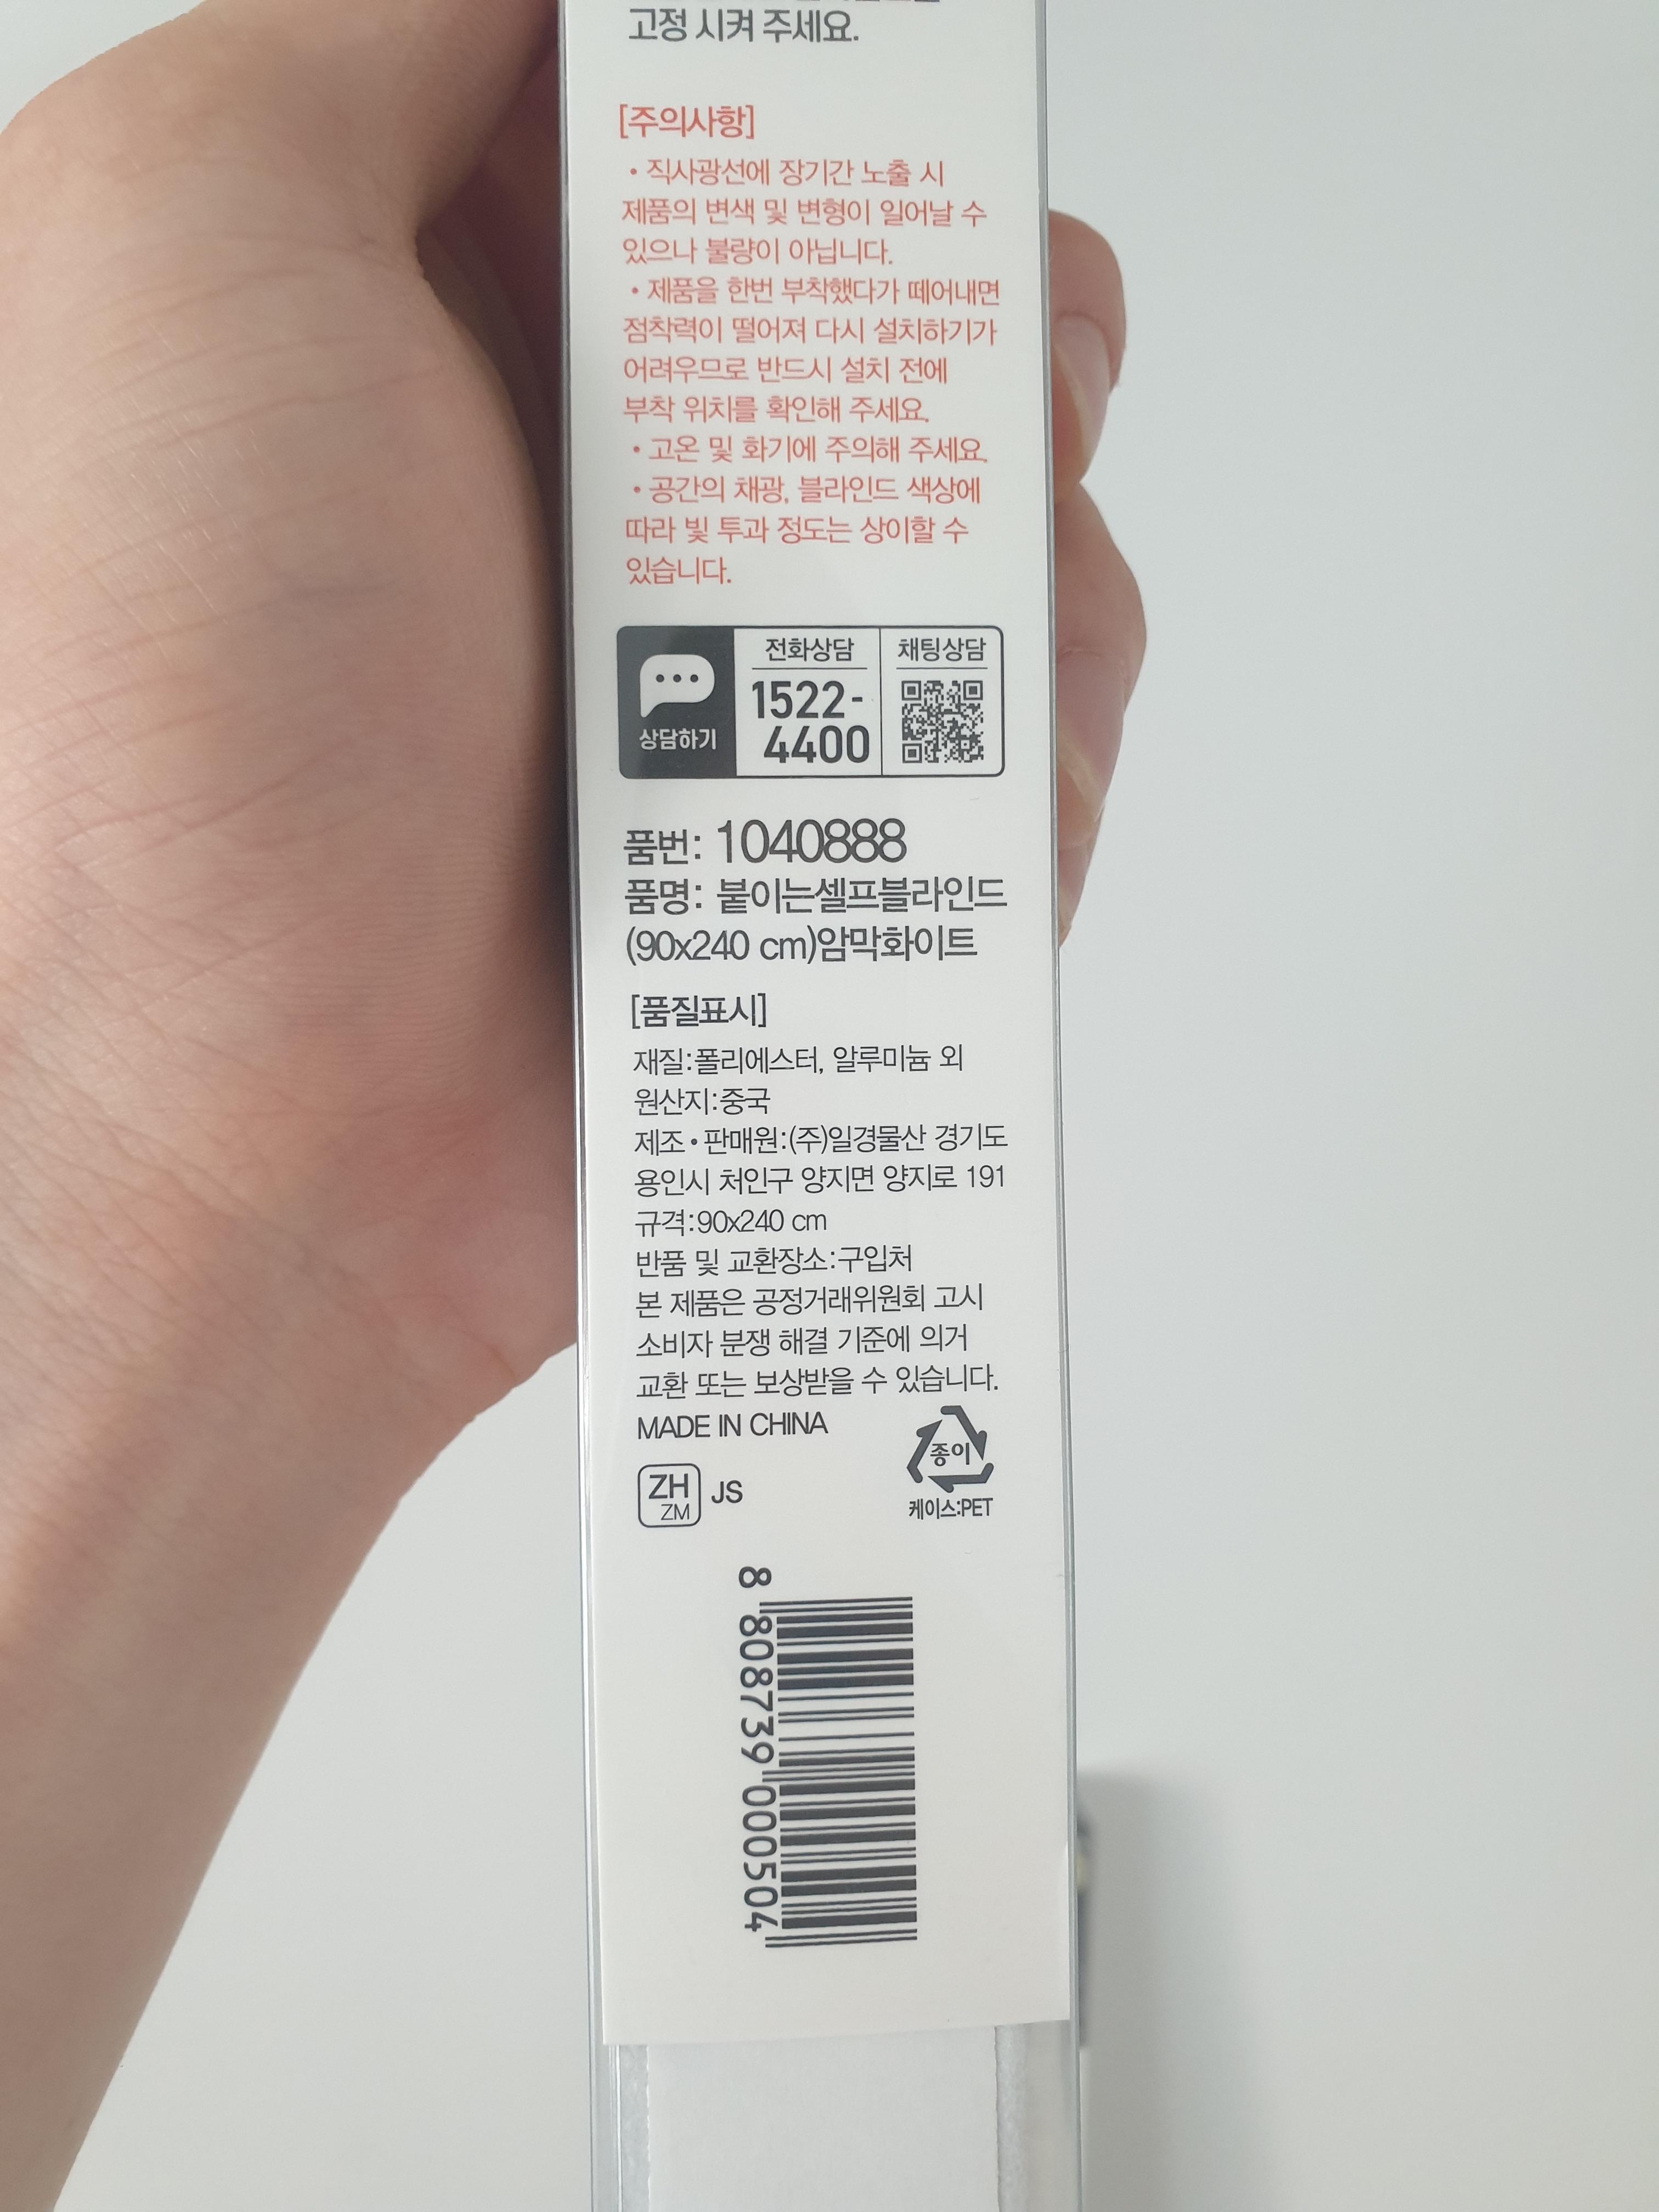 고정 시켜 주세요.
[주의사항]
• 직사광선에 장기간 노출 시
제품의 변색 및 변형이 일어날 수
있으나 불량이 아닙니다.
• 제품을 한번 부착했다가 떼어내면
점착력이 떨어져 다시 설치하기가
어려우므로 반드시 설치 전에
부착 위치를 확인해 주세요.
• 고온 및 화기에 주의해 주세요.
• 공간의 채광, 블라인드 색상에
따라 빛 투과 정도는 상이할 수
있습니다.
상담하기
전화상담
1522-
4400
채팅상담
품번: 1040888
품명: 붙이는셀프블라인드
(90x240 cm)암막화이트
[품질표시]
재질:폴리에스터, 알루미늄 외
원산지:중국
제조•판매원:(주)일경물산 경기도
용인시 처인구 양지면 양지로 191
규격:90x240 cm
반품 및 교환장소:구입처
본 제품은 공정거래위원회 고시
소비자 분쟁 해결 기준에 의거
교환 또는 보상받을 수 있습니다.
MADE IN CHINA
ZH
ZM
JS
종이
케이스:PET
8 808739 000504